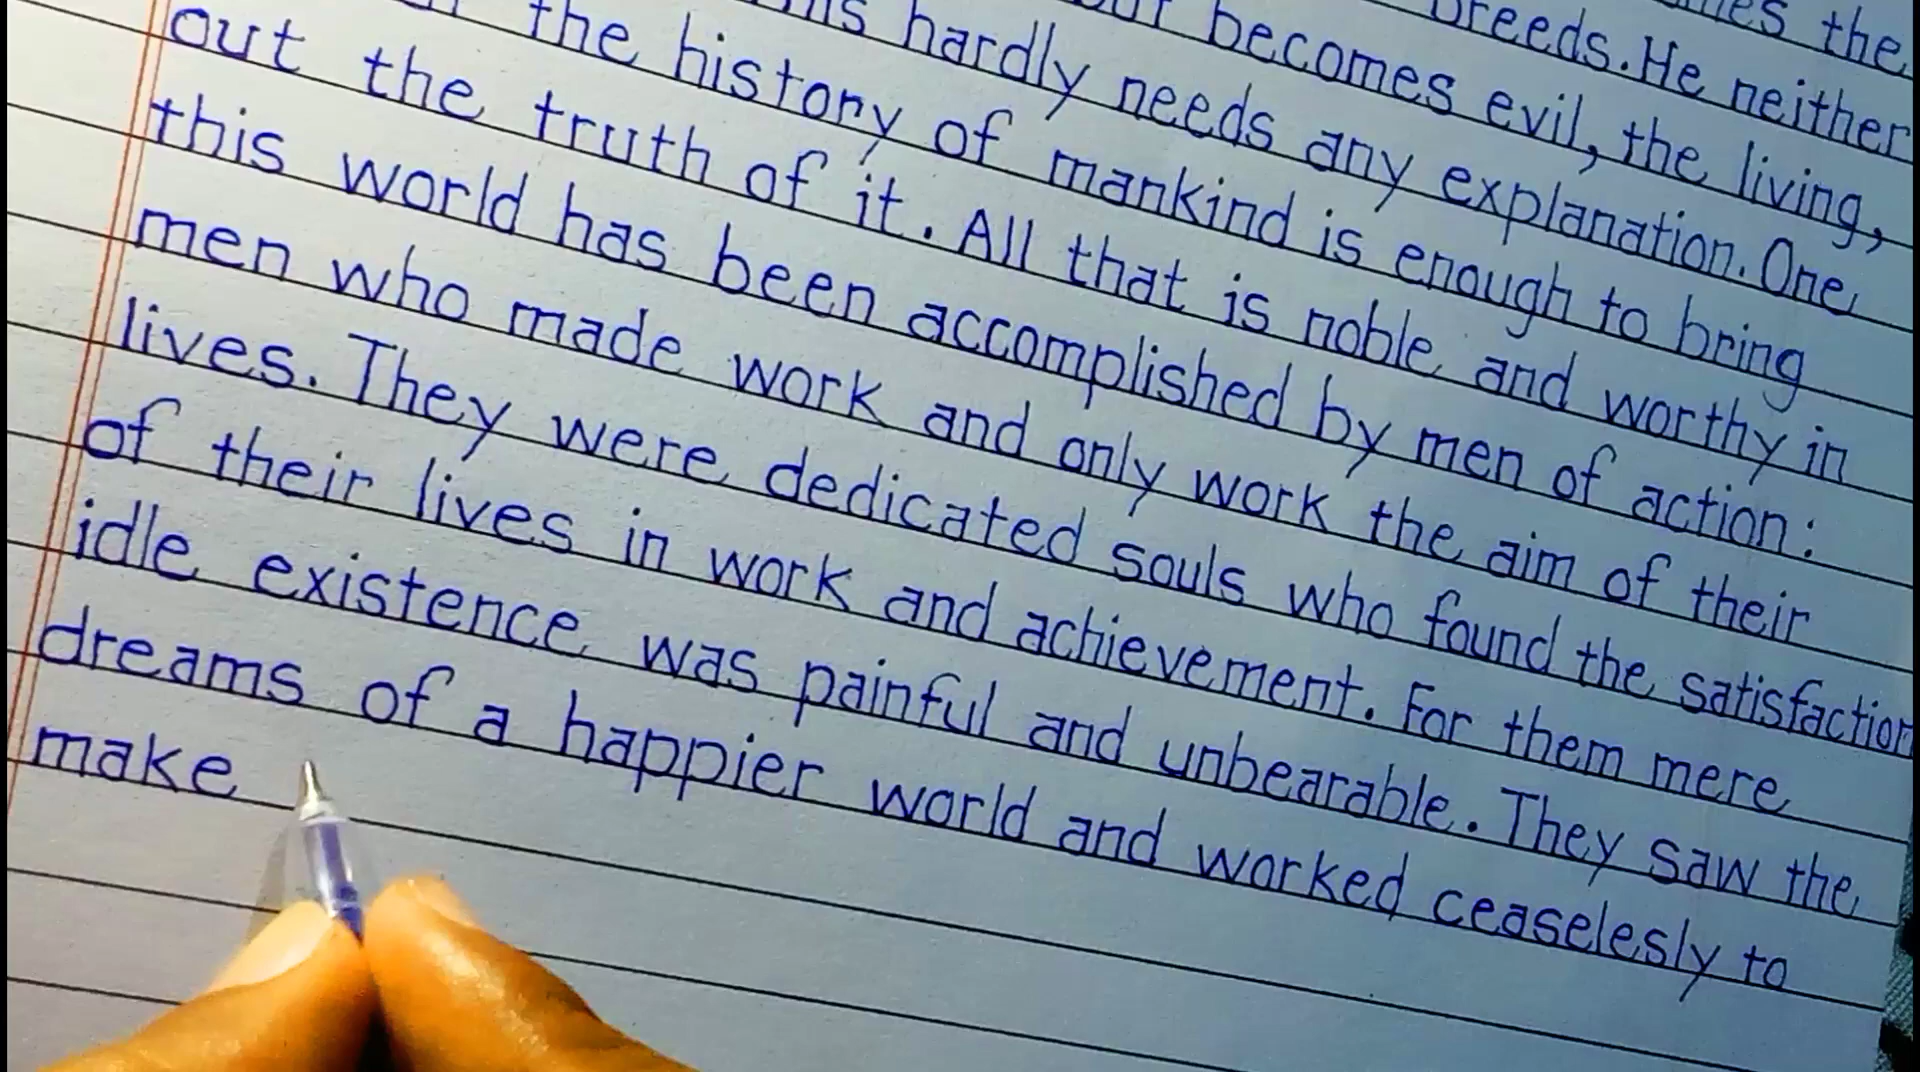 the
breeds. He neither
becomes evil, the living,
hardly needs any explanation. One
the history of mankind is enough to bring
out the truth of it. All that is noble and worthy in
this world has been accomplished by men of action:
men who made work and only work the aim of their
lives. They were dedicated souls who found the satisfaction
of their lives in work and achievement. For them mere
idle existence was painful and unbearable. They saw the
dreams of a happier world and worked ceaselesly to
make